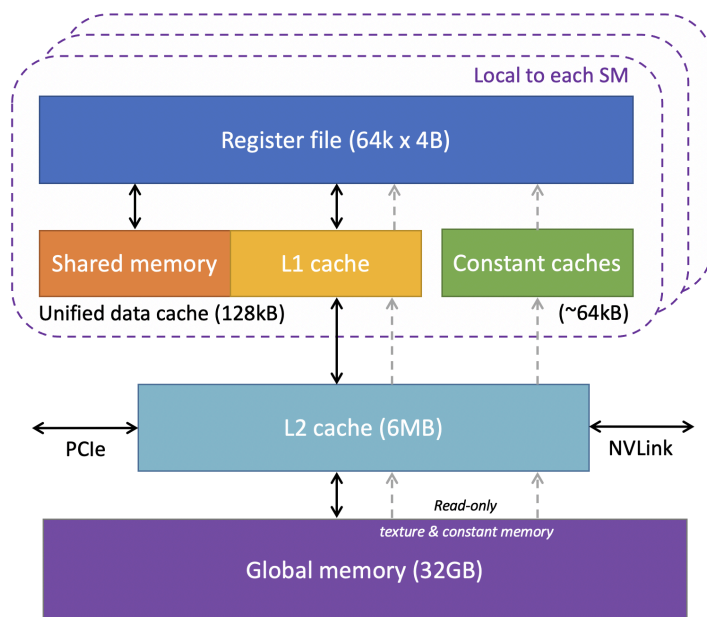 Local to each SM
Register file (64k x 4B)
Shared memory
L1 cache
Constant caches
Unified data cache (128kB)
(~64kB)
L2 cache (6MB)
PCIe
NVLink
Read-only
texture & constant memory
Global memory (32GB)